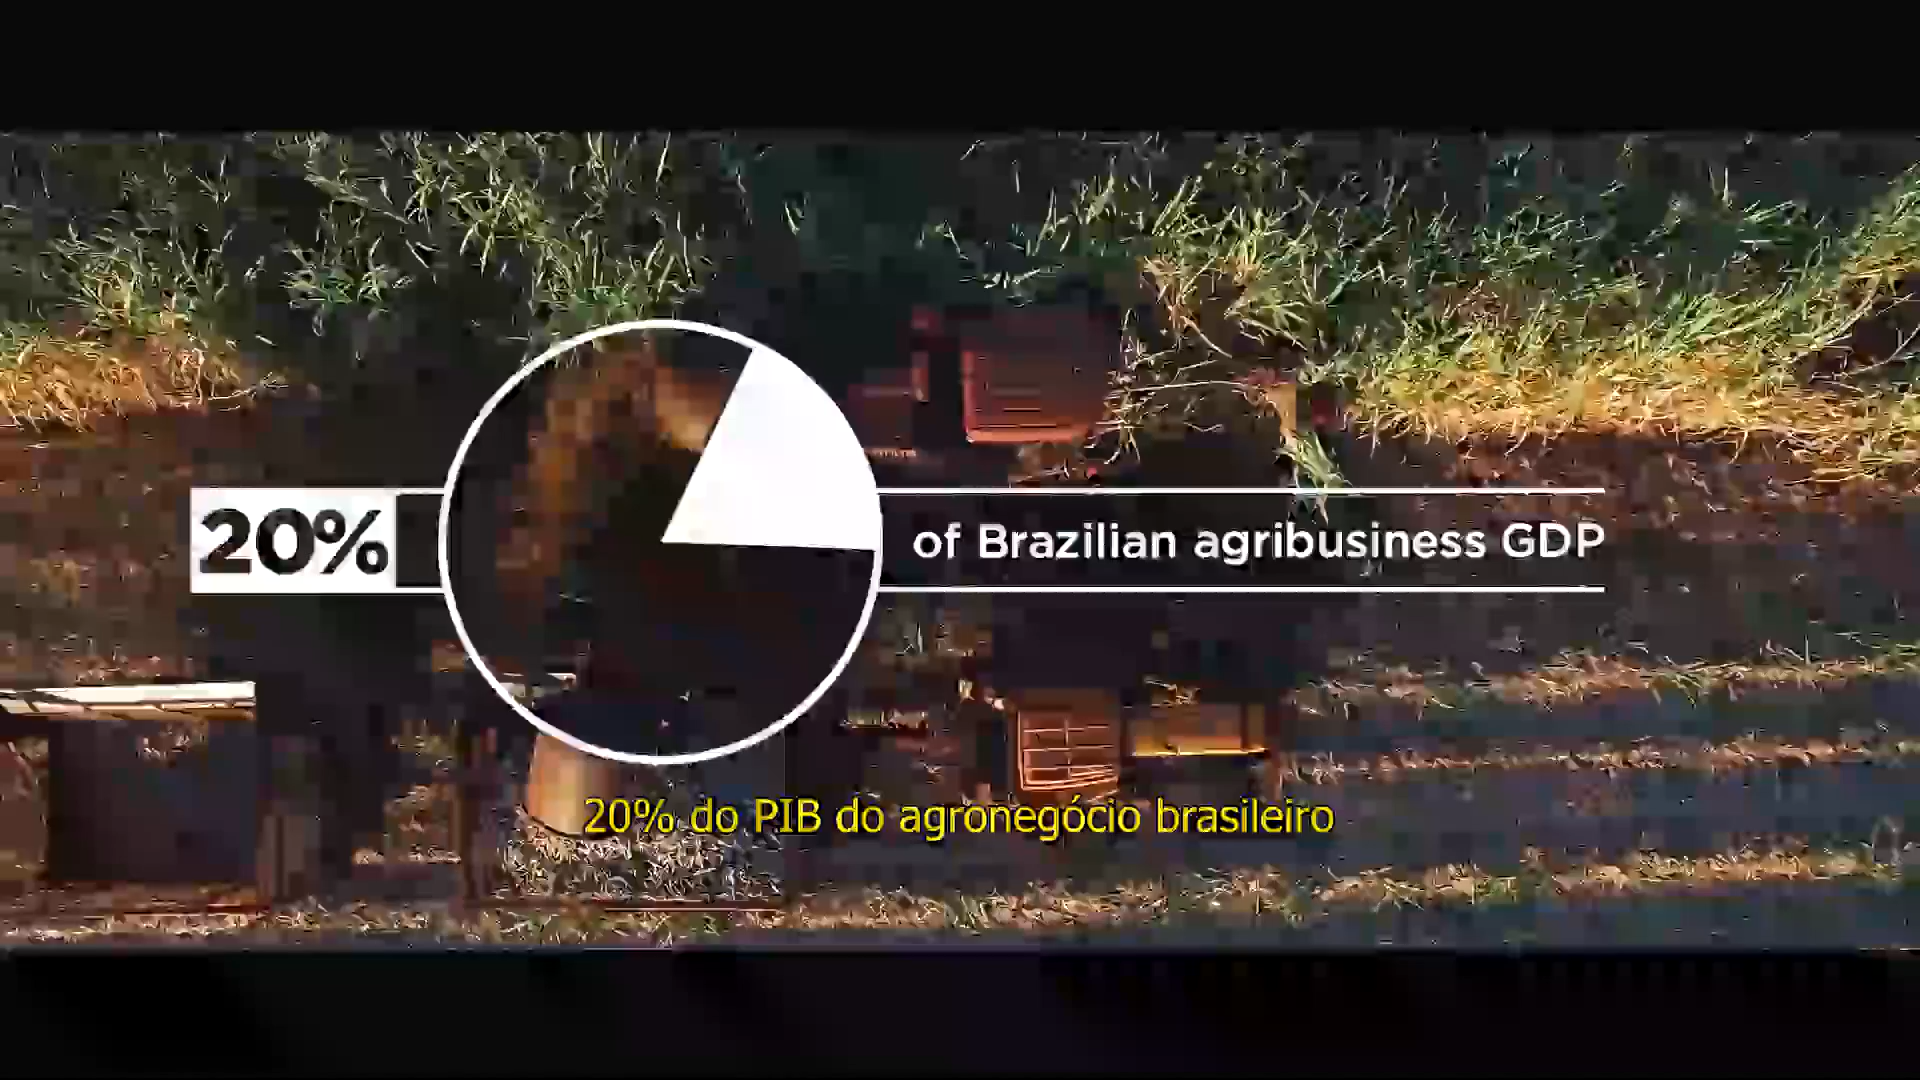 20%
of Brazilian agribusiness GDP
20% do PIB do agronegócio brasileiro